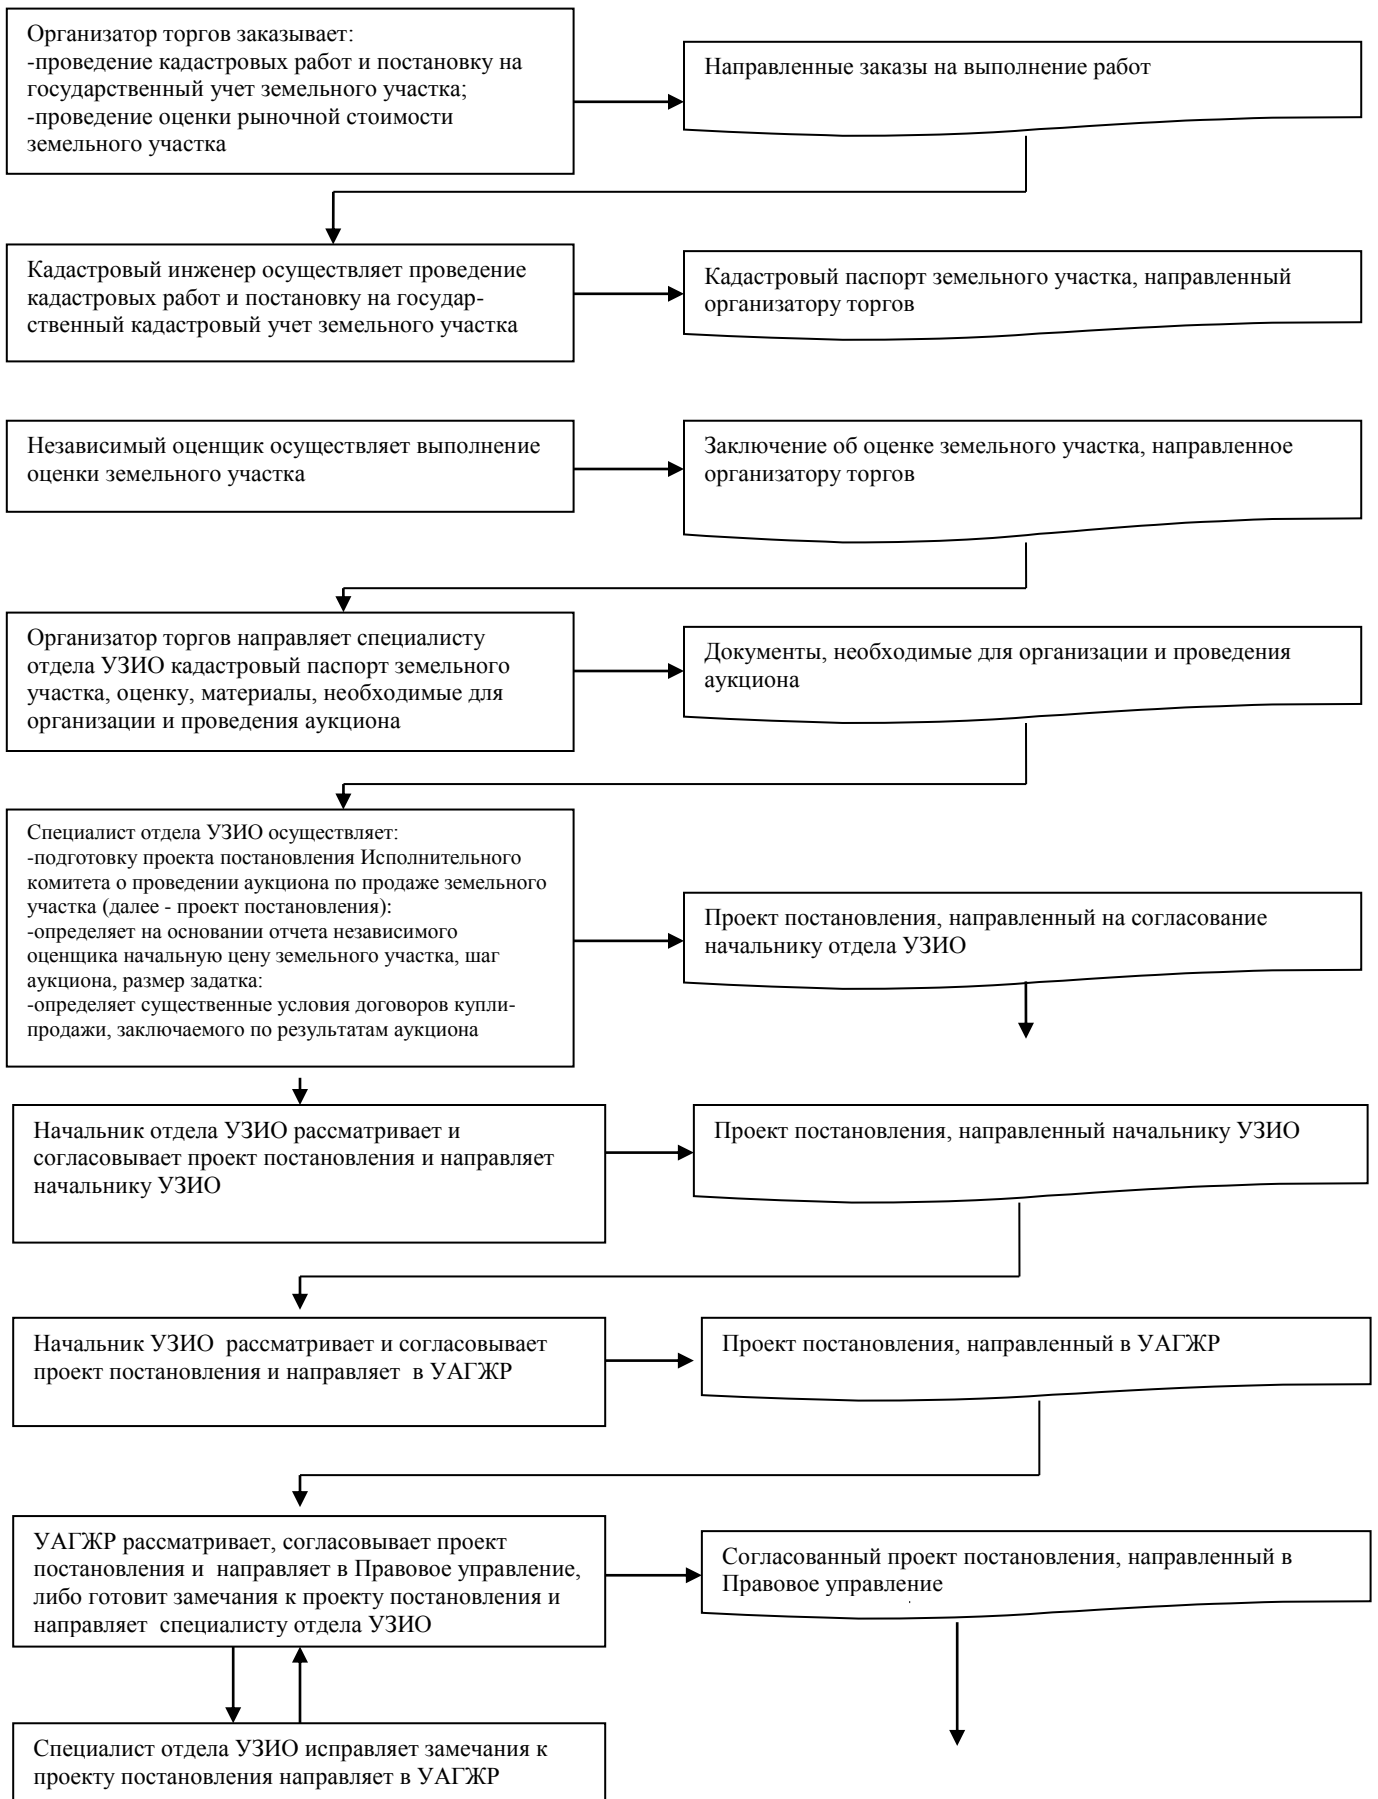 Организатор торгов заказывает:
-проведение кадастровых работ и постановку на
государственный учет земельного участка;
-проведение оценки рыночной стоимости
земельного участка
Направленные заказы на выполнение работ
Кадастровый инженер осуществляет проведение
кадастровых работ и постановку на государ-
ственный кадастровый учет земельного участка
Кадастровый паспорт земельного участка, направленный
организатору торгов
Независимый оценщик осуществляет выполнение
оценки земельного участка
Заключение об оценке земельного участка, направленное
организатору торгов
Организатор торгов направляет специалисту
отдела УЗИО кадастровый паспорт земельного
участка, оценку, материалы, необходимые для
организации и проведения аукциона
Документы, необходимые для организации и проведения
аукциона
Специалист отдела УЗИО осуществляет:
-подготовку проекта постановления Исполнительного
комитета о проведении аукциона по продаже земельного
участка (далее - проект постановления):
-определяет на основании отчета независимого
оценщика начальную цену земельного участка, шаг
аукциона, размер задатка:
-определяет существенные условия договоров купли-
продажи, заключаемого по результатам аукциона
Проект постановления, направленный на согласование
начальнику отдела УЗИО
Начальник отдела УЗИО рассматривает и
согласовывает проект постановления и направляет
начальнику УЗИО
Проект постановления, направленный начальнику УЗИО
Начальник УЗИО  рассматривает и согласовывает
проект постановления и направляет  в УАГЖР
Проект постановления, направленный в УАГЖР
УАГЖР рассматривает, согласовывает проект
постановления и  направляет в Правовое управление,
либо готовит замечания к проекту постановления и
направляет  специалисту отдела УЗИО
Согласованный проект постановления, направленный в
Правовое управление
Специалист отдела УЗИО исправляет замечания к
проекту постановления направляет в УАГЖР